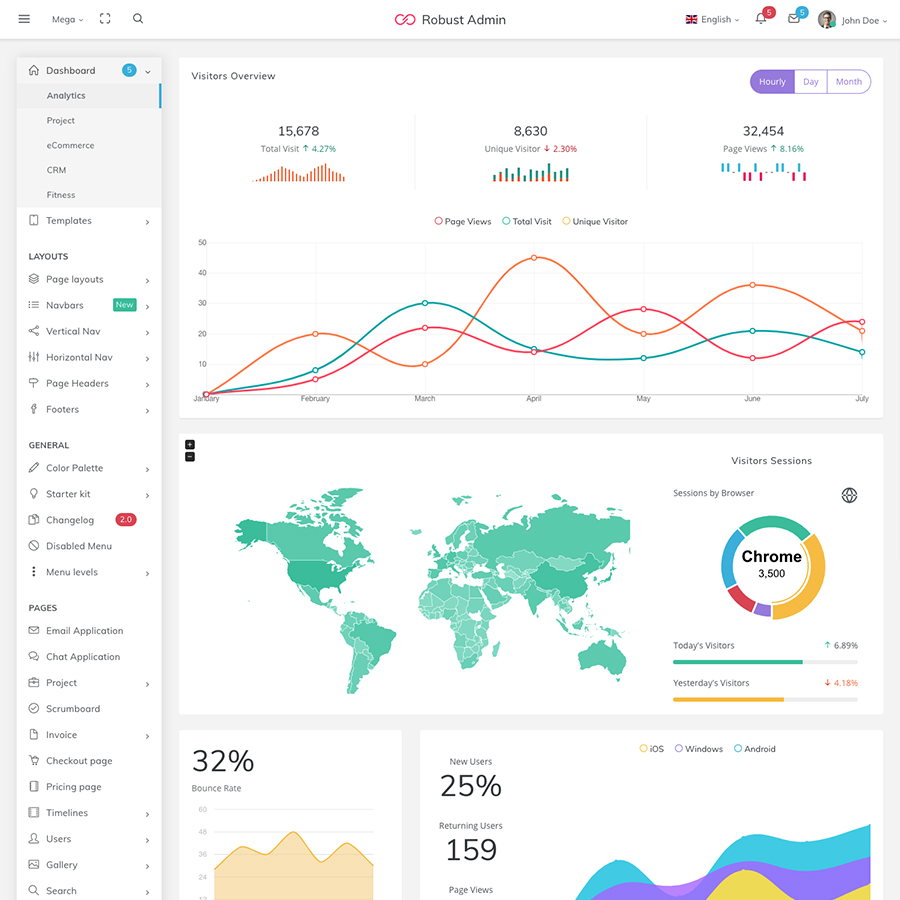 Mega
Robust Admin
English
5
5
John Doe
Dashboard 5
Analytics
Project
eCommerce
CRM
Fitness
Templates
LAYOUTS
Page layouts
Navbars New
Vertical Nav
Horizontal Nav
Page Headers
Footers
GENERAL
Color Palette
Starter kit
Changelog 2.0
Disabled Menu
Menu levels
PAGES
Email Application
Chat Application
Project
Scrumboard
Invoice
Checkout page
Pricing page
Timelines
Users
Gallery
Search
Visitors Overview
Hourly Day Month
15,678
Total Visit ↑ 4.27%
8,630
Unique Visitor ↓ 2.30%
32,454
Page Views ↑ 8.16%
Page Views Total Visit Unique Visitor
50
40
30
20
10
January February March April May June July
+
−
Visitors Sessions
Sessions by Browser
Chrome
3,500
Today's Visitors ↑ 6.89%
Yesterday's Visitors ↓ 4.18%
32%
Bounce Rate
60
48
36
24
12
iOS Windows Android
New Users
25%
Returning Users
159
Page Views